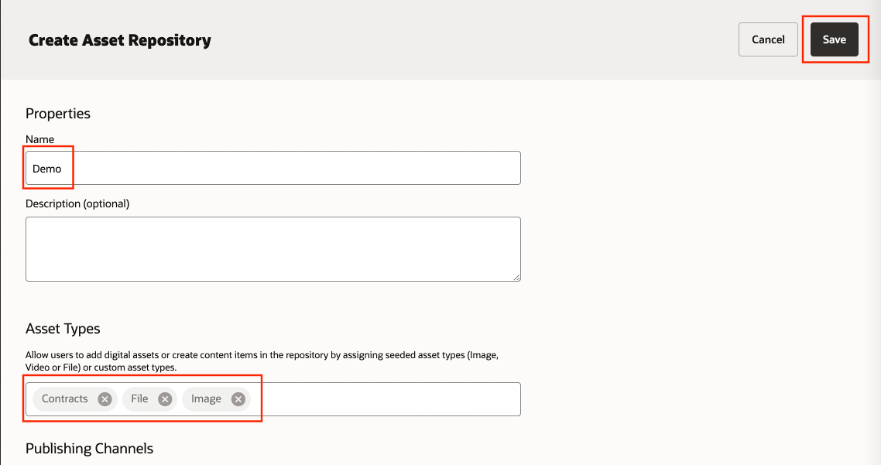 Create Asset Repository
Cancel
Save
Properties
Name
Demo
Description (optional)
Asset Types
Allow users to add digital assets or create content items in the repository by assigning seeded asset types (Image,
Video or File) or custom asset types.
Contracts File Image
Publishing Channels